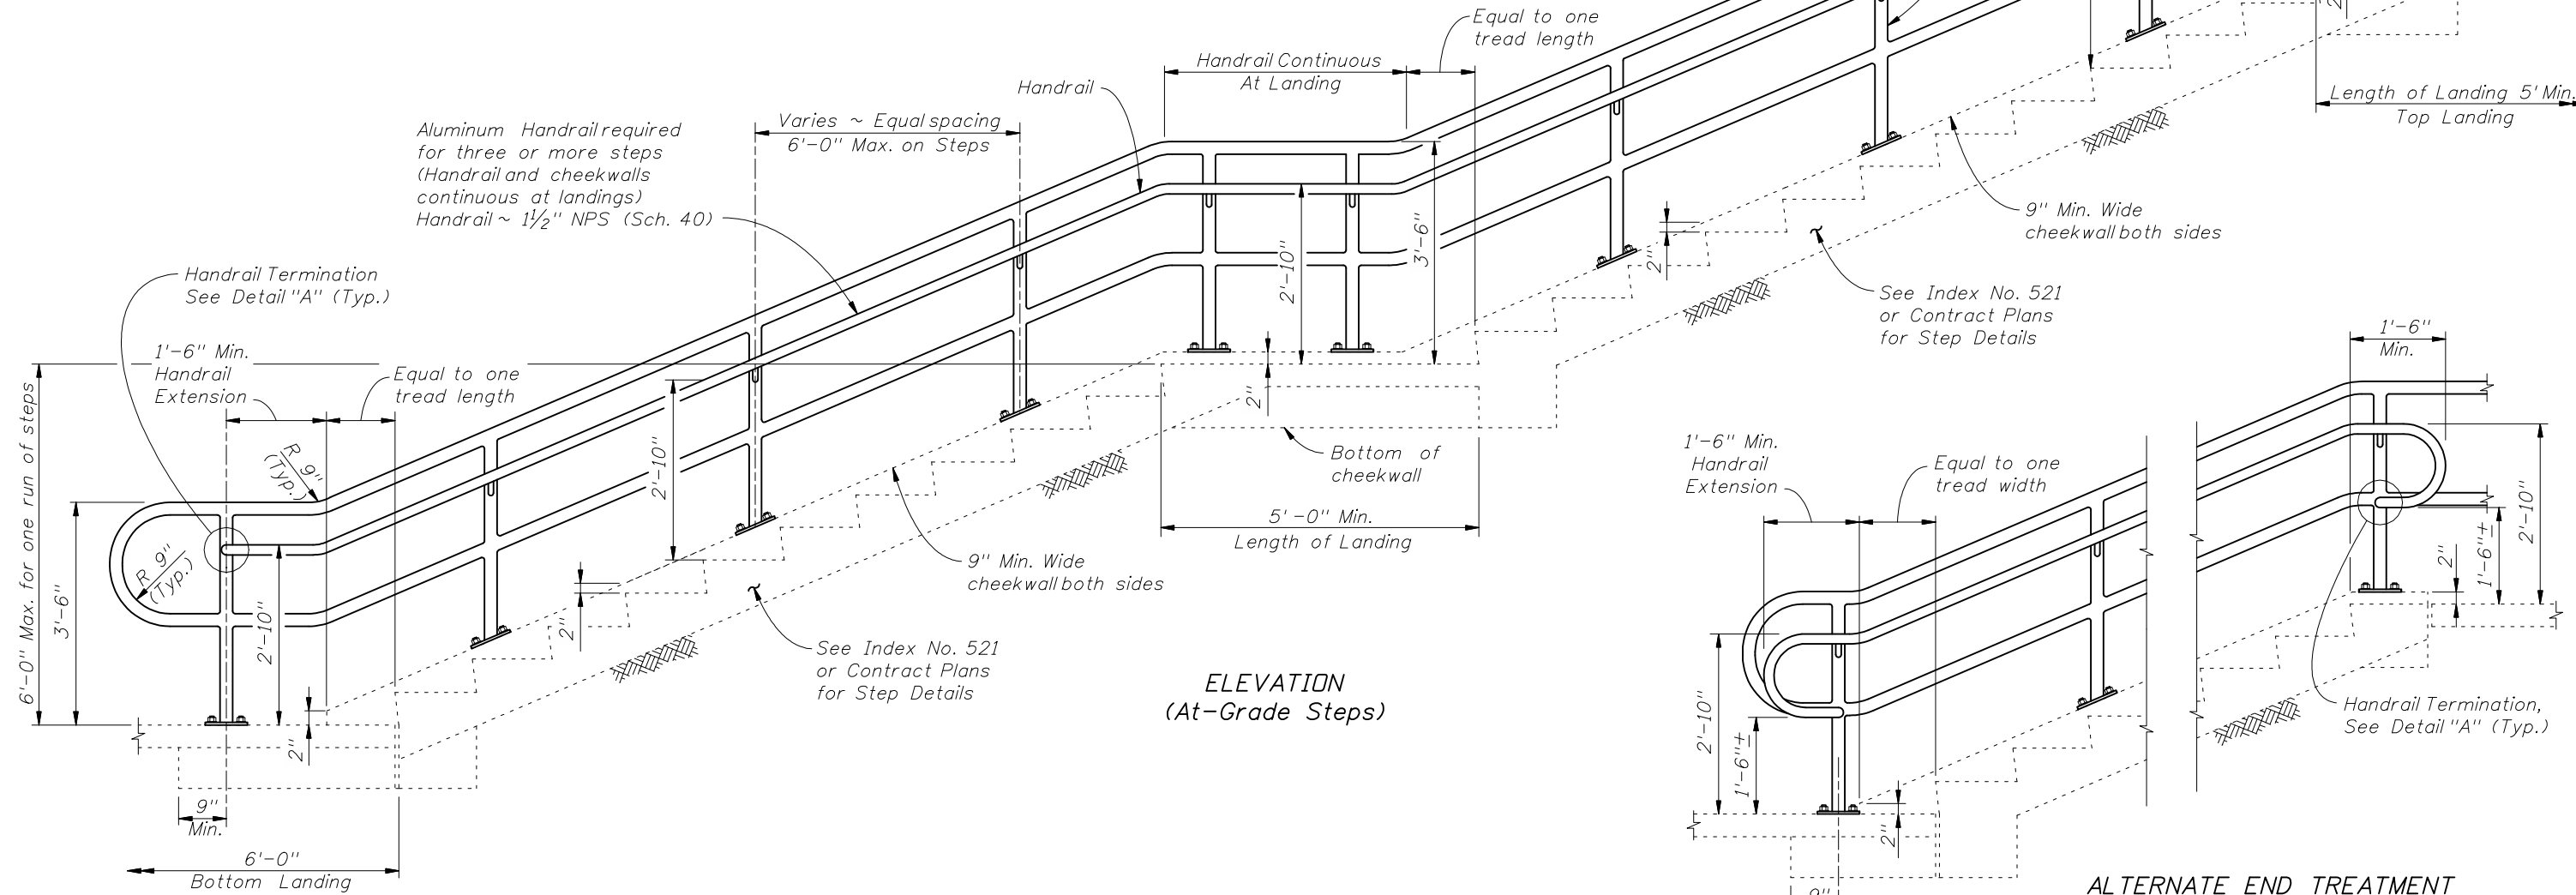 Equal to one
tread length
2"
Handrail Continuous
At Landing
Handrail
Length of Landing 5' Min.
Top Landing
Varies ~ Equal spacing
6'-0" Max. on Steps
Aluminum Handrail required
for three or more steps
(Handrail and cheekwalls
continuous at landings)
Handrail ~ 1½" NPS (Sch. 40)
9" Min. Wide
cheekwall both sides
3'-6"
2'-10"
2"
2"
Handrail Termination
See Detail "A" (Typ.)
See Index No. 521
or Contract Plans
for Step Details
1'-6" Min.
Handrail
Extension
Equal to one
tread length
6'-0" Max. for one run of steps
R 9"
(Typ.)
R 9"
(Typ.)
3'-6"
2'-10"
2'-10"
2"
2"
Bottom of
cheekwall
5'-0" Min.
Length of Landing
9" Min. Wide
cheekwall both sides
See Index No. 521
or Contract Plans
for Step Details
9"
Min.
6'-0"
Bottom Landing
ELEVATION
(At-Grade Steps)
1'-6"
Min.
1'-6" Min.
Handrail
Extension
Equal to one
tread width
2'-10"
1'-6"±
2"
2'-10"
1'-6"±
2"
Handrail Termination,
See Detail "A" (Typ.)
9"
ALTERNATE END TREATMENT